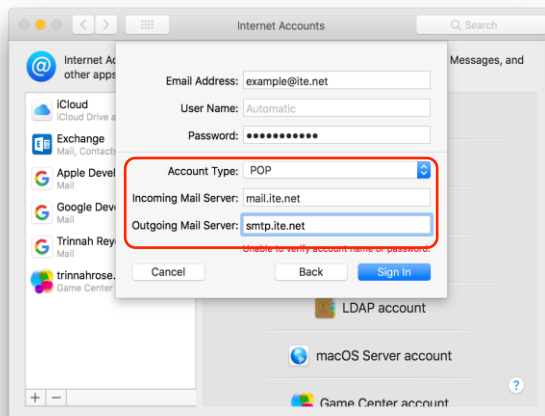 Internet Accounts
Search
Internet Ac
other apps
Messages, and
Email Address: example@ite.net
User Name: Automatic
Password: •••••••••••
Account Type: POP
Incoming Mail Server: mail.ite.net
Outgoing Mail Server: smtp.ite.net
Unable to verify account name or password.
Cancel
Back
Sign In
iCloud
iCloud Drive a
Exchange
Mail, Contacts
Apple Devel
Mail
Google Dev
Mail
Trinnah Rey
Mail
trinnahrose.
Game Center
LDAP account
macOS Server account
Game Center account
+ −
?